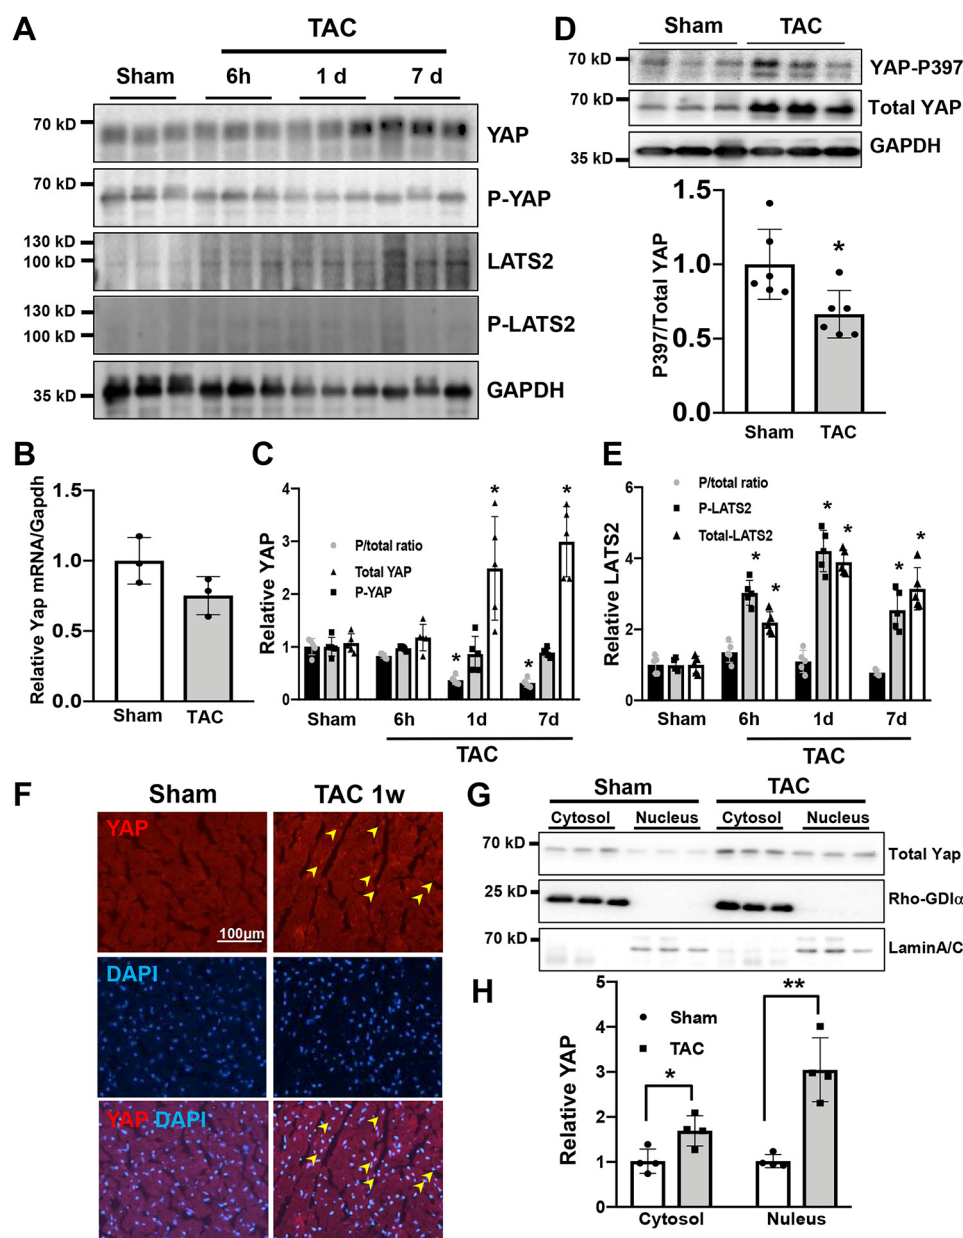 A
TAC
Sham 6h 1 d 7 d
70 kD YAP
70 kD P-YAP
130 kD
100 kD LATS2
130 kD
100 kD P-LATS2
35 kD GAPDH
D
Sham TAC
70 kD YAP-P397
70 kD Total YAP
35 kD GAPDH
P397/Total YAP
1.5
1.0
0.5
0.0
*
Sham TAC
B
Relative Yap mRNA/Gapdh
1.5
1.0
0.5
0.0
Sham TAC
C
Relative YAP
4
3
2
1
0
P/total ratio
Total YAP
P-YAP
* * * *
Sham 6h 1d 7d
TAC
E
Relative LATS2
6
4
2
0
P/total ratio
P-LATS2
Total-LATS2
* * * * * *
Sham 6h 1d 7d
TAC
F
Sham TAC 1w
YAP
100µm
DAPI
YAP DAPI
G
Sham TAC
Cytosol Nucleus Cytosol Nucleus
70 kD Total Yap
25 kD Rho-GDIα
70 kD LaminA/C
H
Relative YAP
5
4
3
2
1
0
Sham
TAC
* **
Cytosol Nuleus